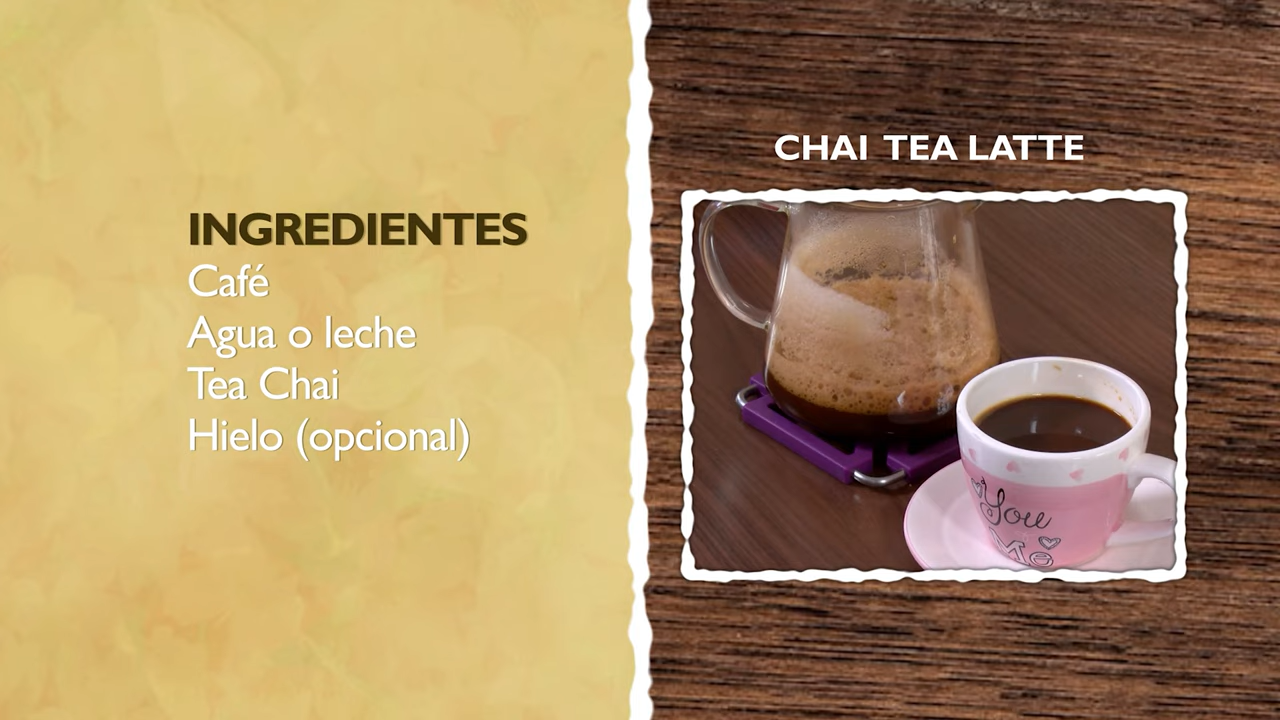 INGREDIENTES
Café
Agua o leche
Tea Chai
Hielo (opcional)
CHAI TEA LATTE
You
Me